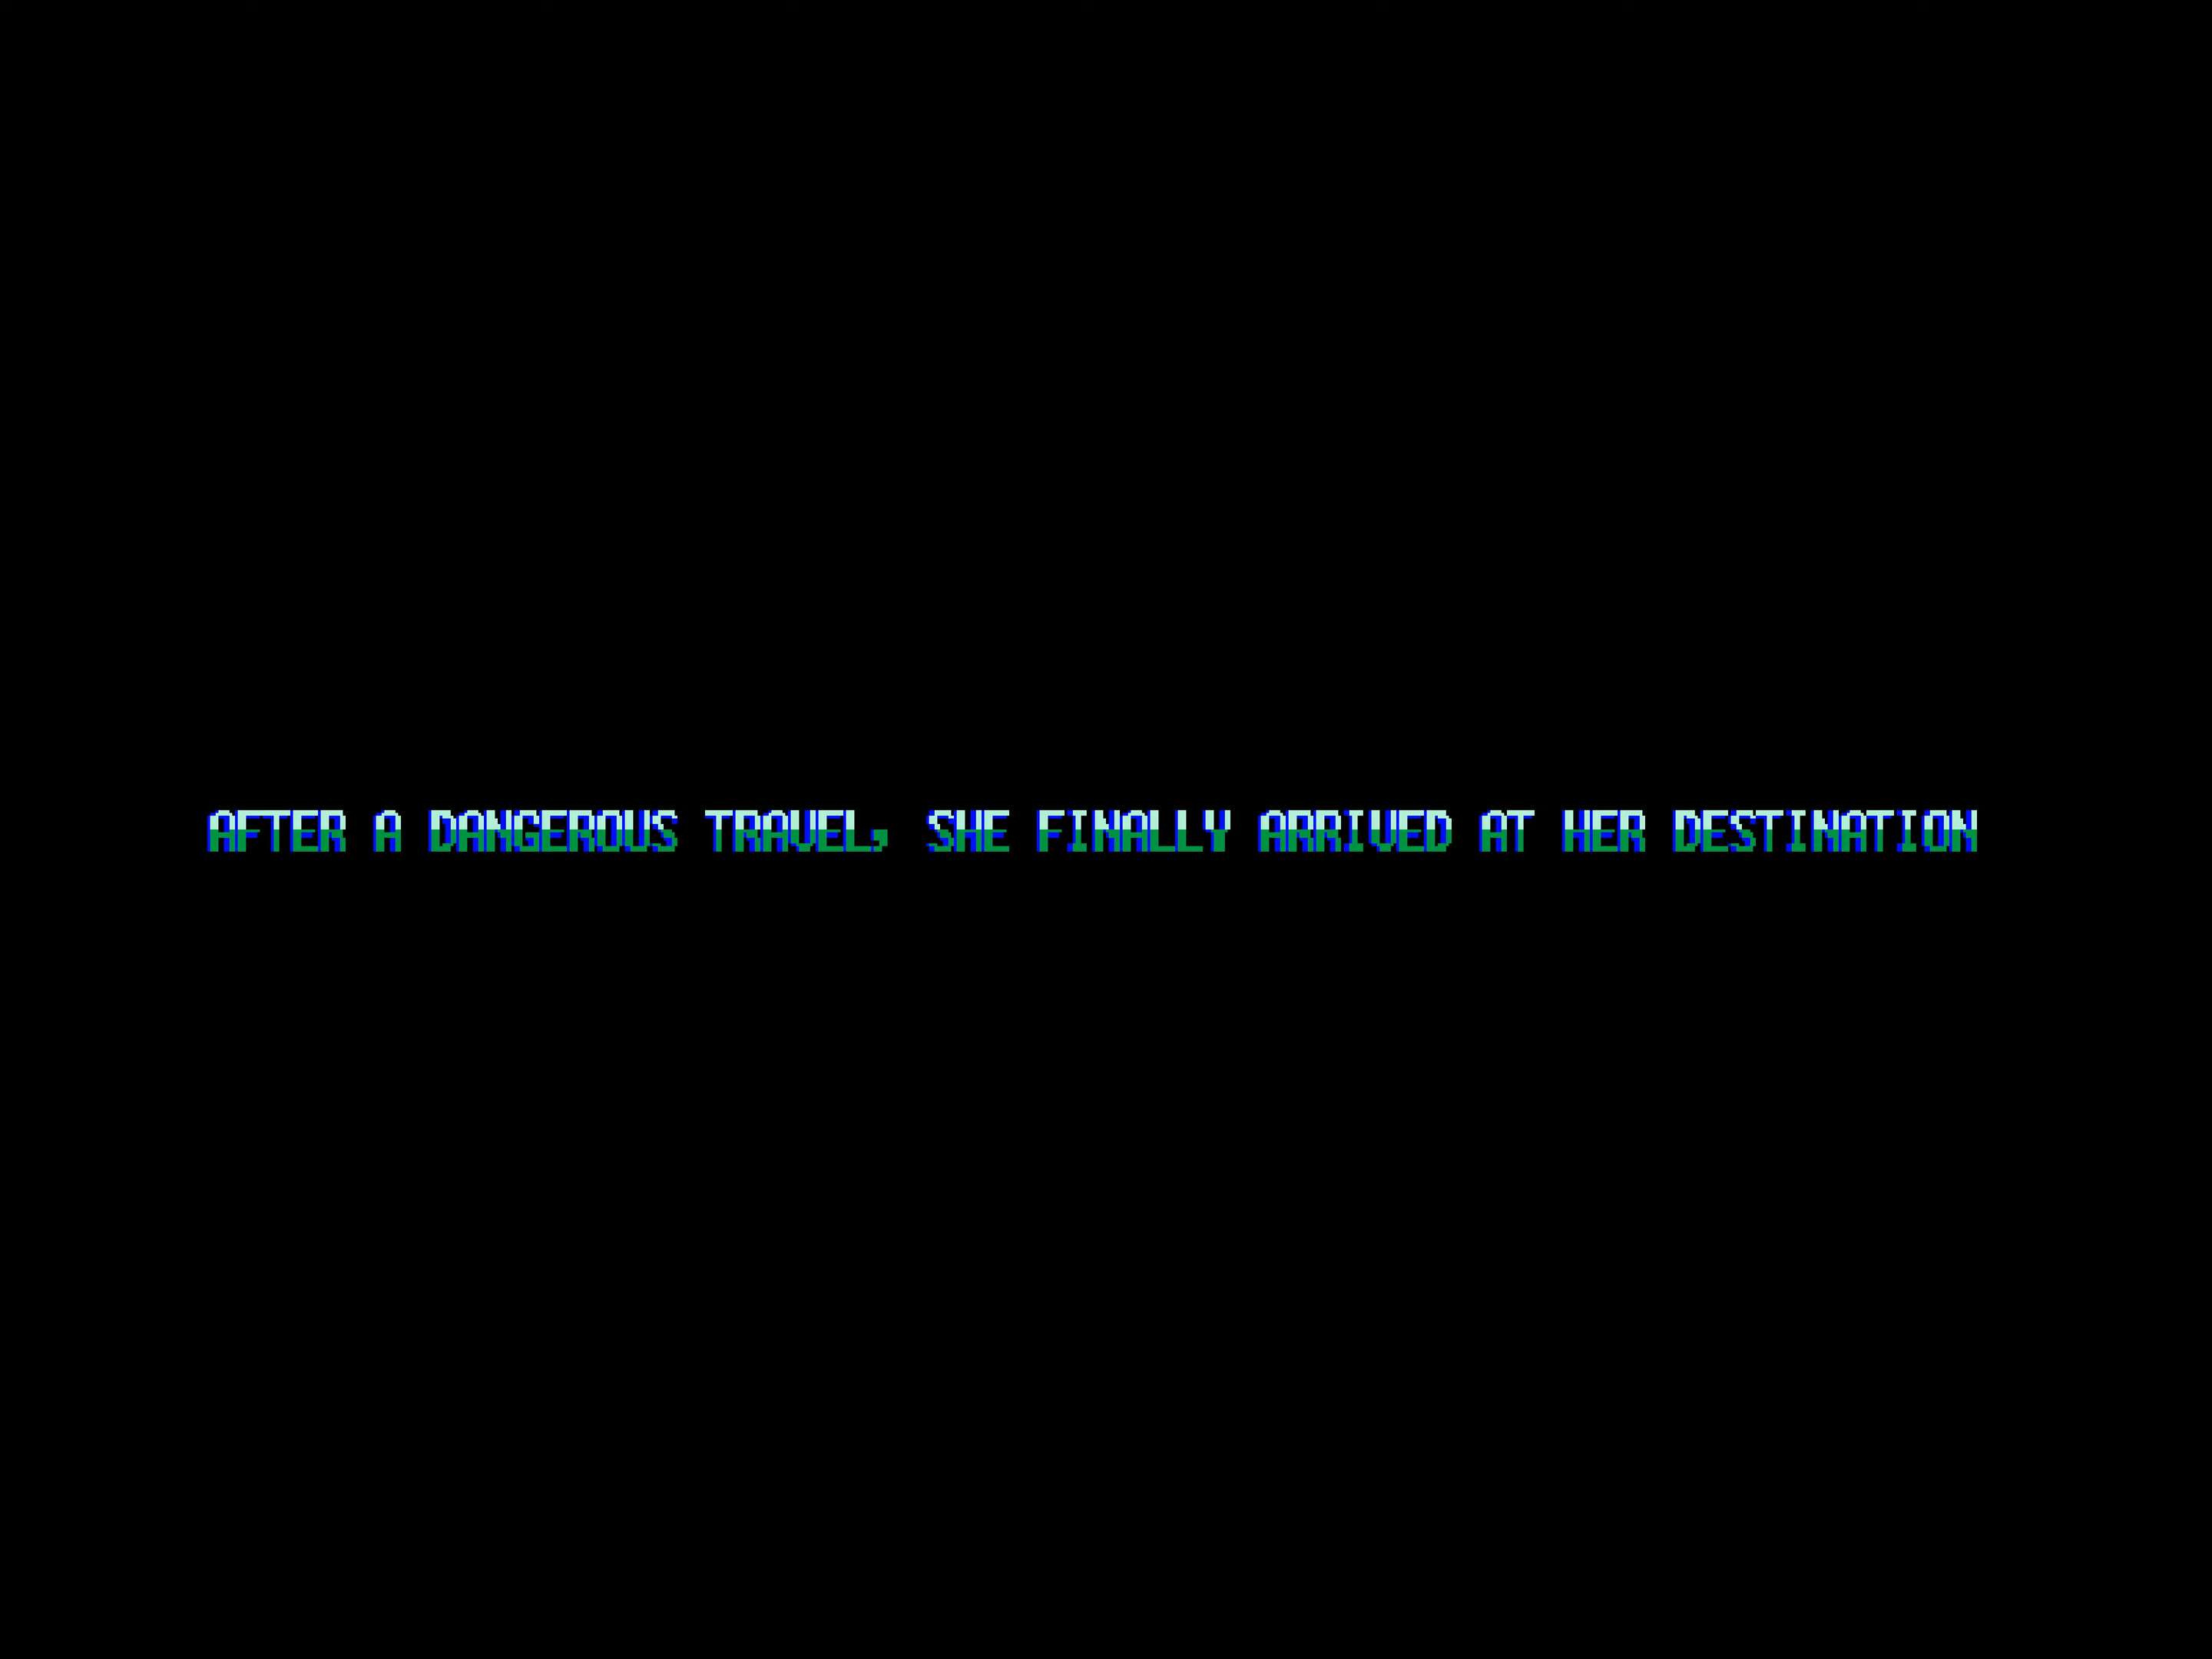 AFTER A DANGEROUS TRAVEL, SHE FINALLY ARRIVED AT HER DESTINATION